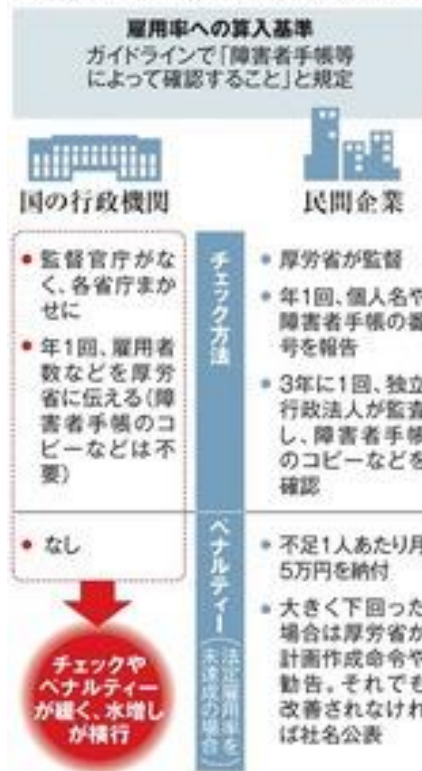 雇用率への算入基準
ガイドラインで「障害者手帳等
によって確認すること」と規定
国の行政機関
民間企業
チェック方法
● 監督官庁がな
く、各省庁まか
せに
● 年1回、雇用者
数などを厚労
省に伝える(障
害者手帳のコ
ピーなどは不
要)
● 厚労省が監督
● 年1回、個人名や
障害者手帳の番
号を報告
● 3年に1回、独立
行政法人が監査
し、障害者手帳
のコピーなどを
確認
ペナルティー
(法定雇用率を
未達成の場合)
● なし
● 不足1人あたり月
5万円を納付
● 大きく下回った
場合は厚労省が
計画作成命令や
勧告。それでも
改善されなけれ
ば社名公表
チェックや
ペナルティー
が緩く、水増し
が横行